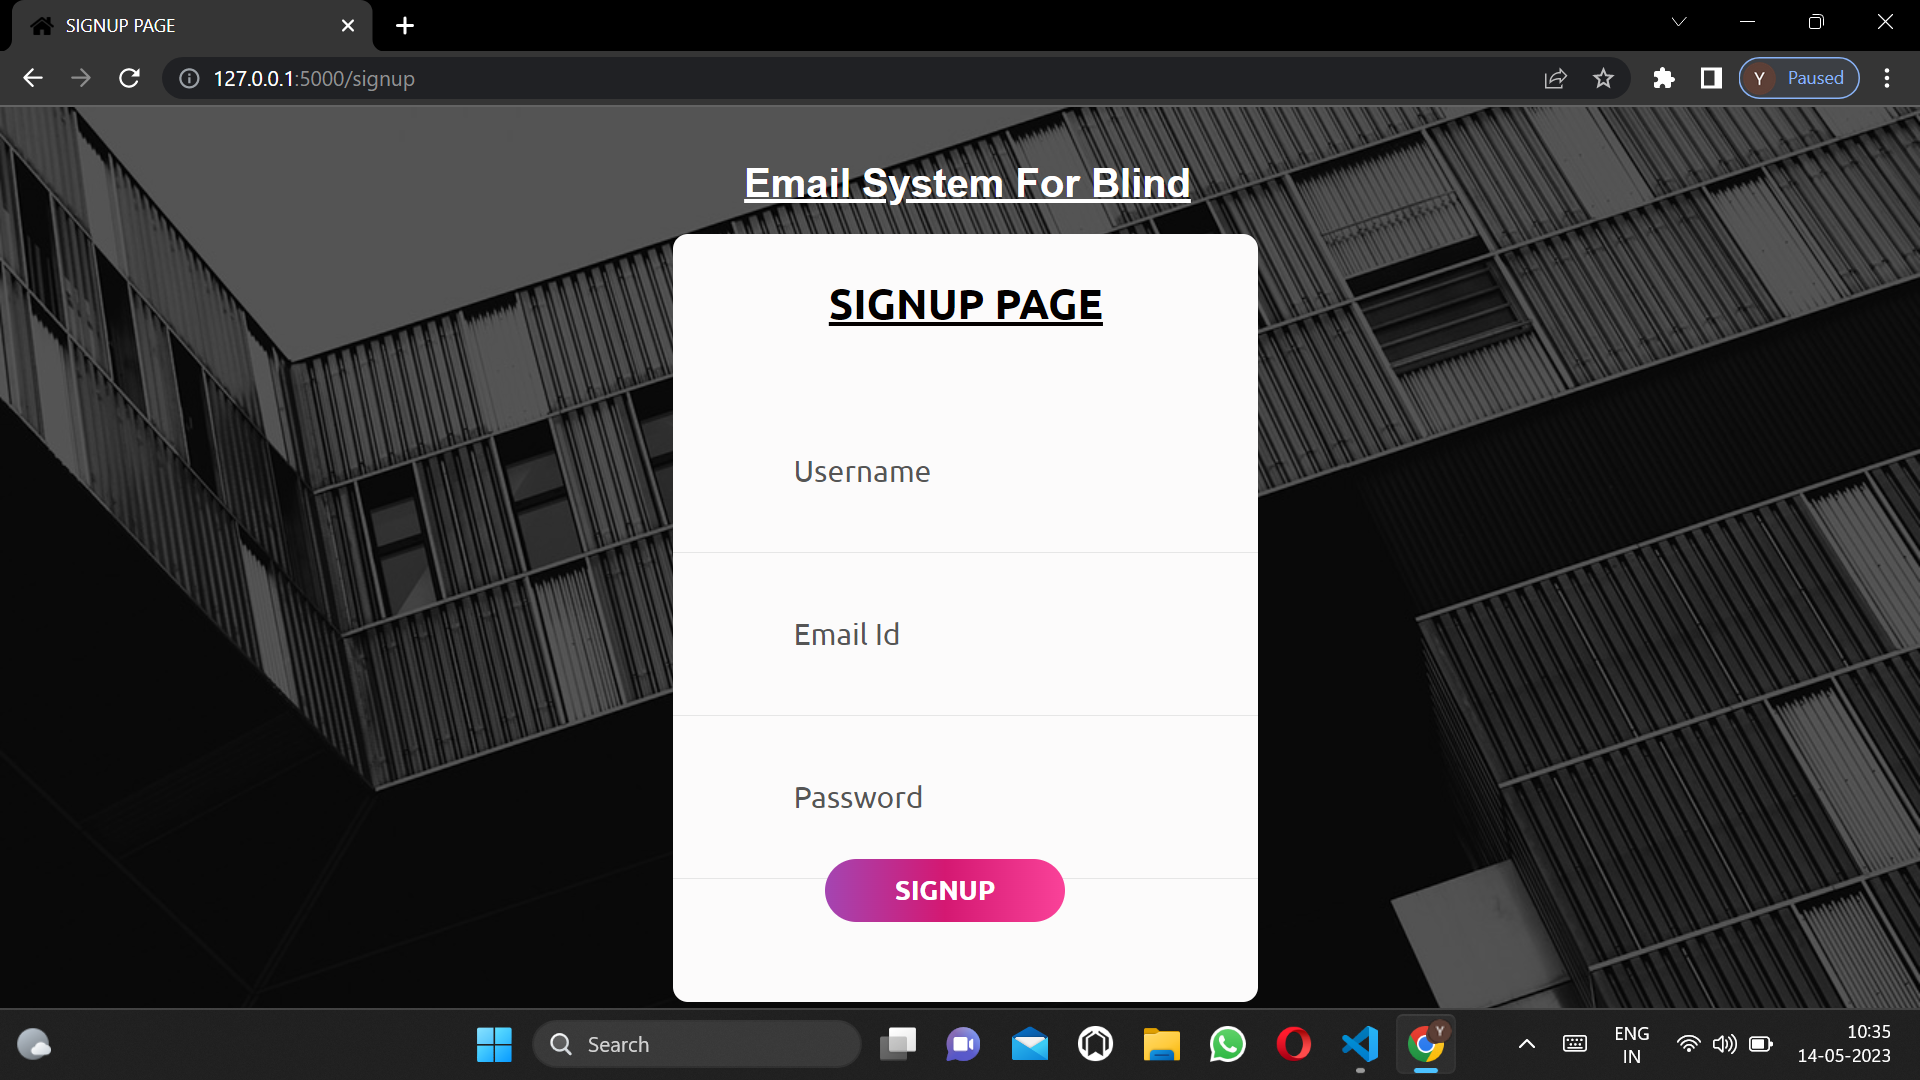 SIGNUP PAGE
127.0.0.1:5000/signup
Y Paused
Email System For Blind
SIGNUP PAGE
Username
Email Id
Password
SIGNUP
Search
Y
ENG
IN
10:35
14-05-2023